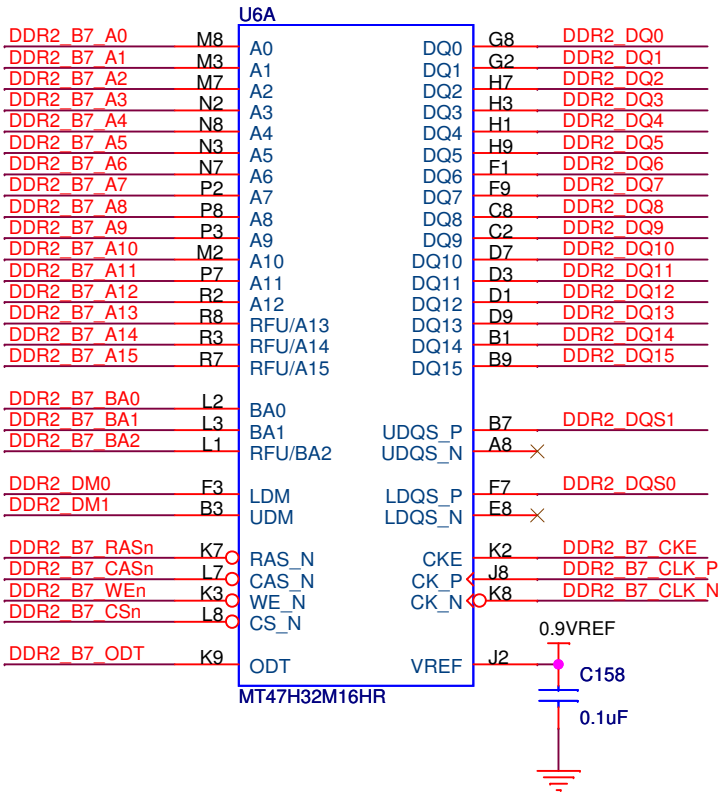 U6A
DDR2_B7_A0 M8 A0 DQ0 G8 DDR2_DQ0
DDR2_B7_A1 M3 A1 DQ1 G2 DDR2_DQ1
DDR2_B7_A2 M7 A2 DQ2 H7 DDR2_DQ2
DDR2_B7_A3 N2 A3 DQ3 H3 DDR2_DQ3
DDR2_B7_A4 N8 A4 DQ4 H1 DDR2_DQ4
DDR2_B7_A5 N3 A5 DQ5 H9 DDR2_DQ5
DDR2_B7_A6 N7 A6 DQ6 F1 DDR2_DQ6
DDR2_B7_A7 P2 A7 DQ7 F9 DDR2_DQ7
DDR2_B7_A8 P8 A8 DQ8 C8 DDR2_DQ8
DDR2_B7_A9 P3 A9 DQ9 C2 DDR2_DQ9
DDR2_B7_A10 M2 A10 DQ10 D7 DDR2_DQ10
DDR2_B7_A11 P7 A11 DQ11 D3 DDR2_DQ11
DDR2_B7_A12 R2 A12 DQ12 D1 DDR2_DQ12
DDR2_B7_A13 R8 RFU/A13 DQ13 D9 DDR2_DQ13
DDR2_B7_A14 R3 RFU/A14 DQ14 B1 DDR2_DQ14
DDR2_B7_A15 R7 RFU/A15 DQ15 B9 DDR2_DQ15
DDR2_B7_BA0 L2 BA0
DDR2_B7_BA1 L3 BA1 UDQS_P B7 DDR2_DQS1
DDR2_B7_BA2 L1 RFU/BA2 UDQS_N A8
DDR2_DM0 F3 LDM LDQS_P F7 DDR2_DQS0
DDR2_DM1 B3 UDM LDQS_N E8
DDR2_B7_RASn K7 RAS_N CKE K2 DDR2_B7_CKE
DDR2_B7_CASn L7 CAS_N CK_P J8 DDR2_B7_CLK_P
DDR2_B7_WEn K3 WE_N CK_N K8 DDR2_B7_CLK_N
DDR2_B7_CSn L8 CS_N
0.9VREF
DDR2_B7_ODT K9 ODT VREF J2
C158
MT47H32M16HR
0.1uF